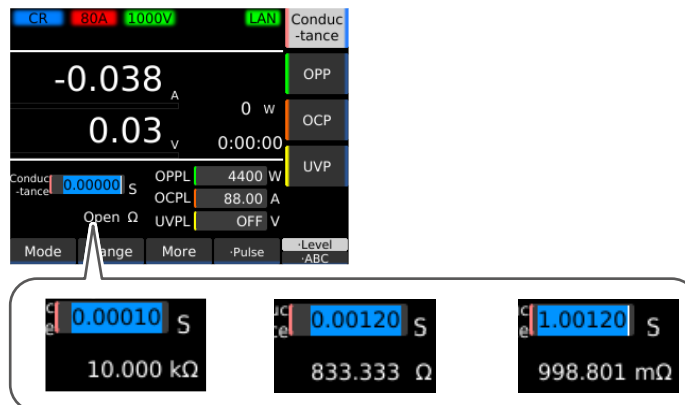 CR 80A 1000V LAN Conduc
-tance
-0.038 A
OPP
0 W
0.03 V
0:00:00
OCP
UVP
Conduc
-tance 0.00000 S
Open Ω
OPPL 4400 W
OCPL 88.00 A
UVPL OFF V
Mode More ·Pulse ·Level
·ABC
0.00010 S
10.000 kΩ
0.00120 S
833.333 Ω
1.00120 S
998.801 mΩ